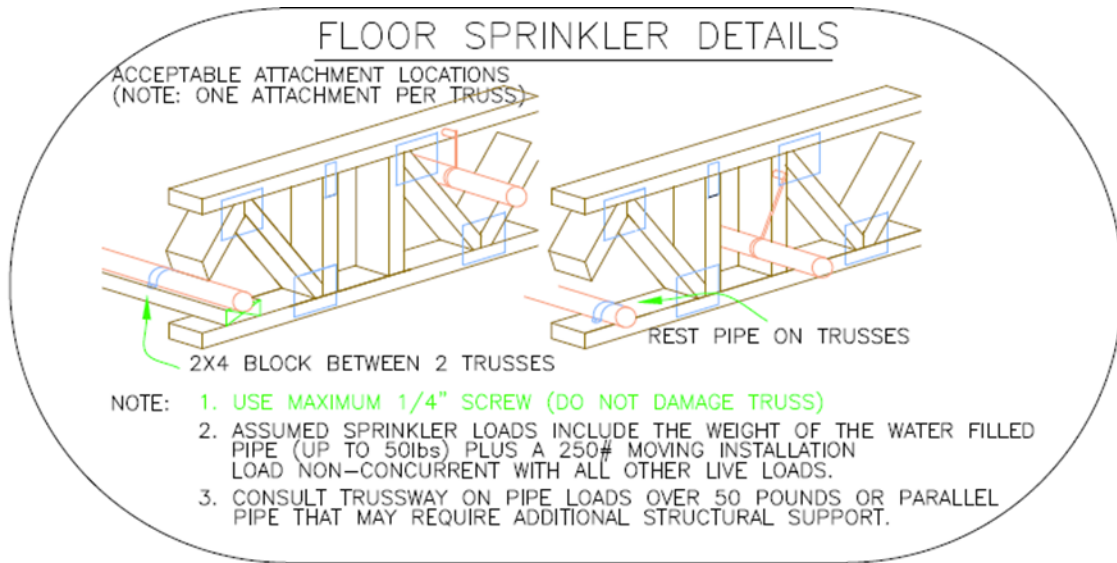 FLOOR SPRINKLER DETAILS
ACCEPTABLE ATTACHMENT LOCATIONS
(NOTE: ONE ATTACHMENT PER TRUSS)
REST PIPE ON TRUSSES
2X4 BLOCK BETWEEN 2 TRUSSES
NOTE: 1. USE MAXIMUM 1/4" SCREW (DO NOT DAMAGE TRUSS)
2. ASSUMED SPRINKLER LOADS INCLUDE THE WEIGHT OF THE WATER FILLED
PIPE (UP TO 50lbs) PLUS A 250# MOVING INSTALLATION
LOAD NON-CONCURRENT WITH ALL OTHER LIVE LOADS.
3. CONSULT TRUSSWAY ON PIPE LOADS OVER 50 POUNDS OR PARALLEL
PIPE THAT MAY REQUIRE ADDITIONAL STRUCTURAL SUPPORT.